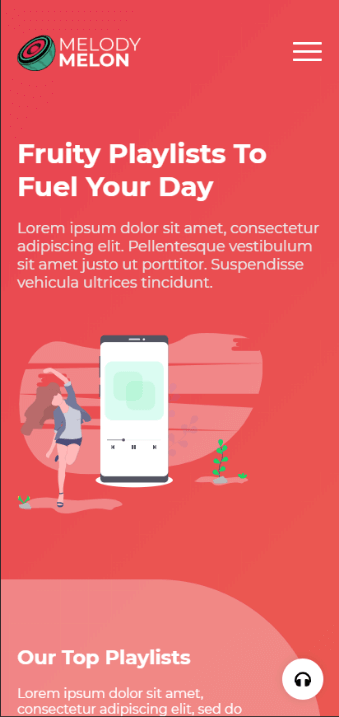 MELODY
MELON
Fruity Playlists To
Fuel Your Day
Lorem ipsum dolor sit amet, consectetur
adipiscing elit. Pellentesque vestibulum
sit amet justo ut porttitor. Suspendisse
vehicula ultrices tincidunt.
Our Top Playlists
Lorem ipsum dolor sit amet,
consectetur adipiscing elit, sed do